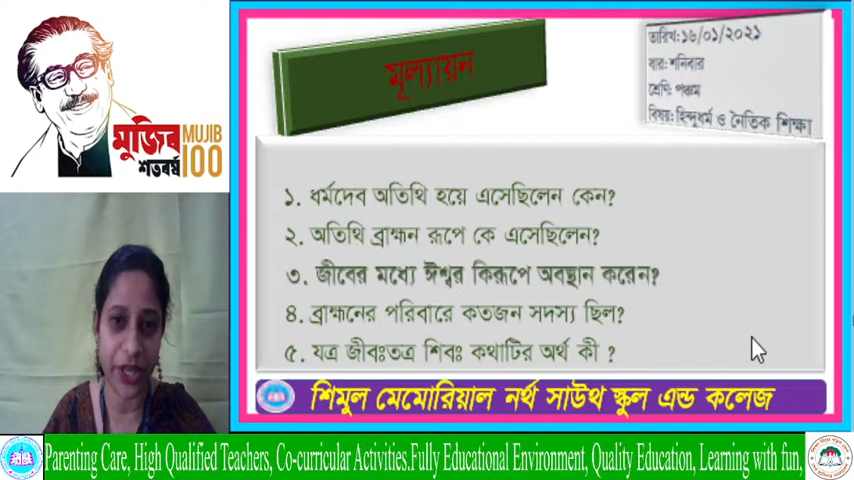 মূল্যায়ন
তারিখ:১৬/০১/২০২১
বার:শনিবার
শ্রেণি: পঞ্চম
বিষয়: হিন্দুধর্ম ও নৈতিক শিক্ষা
মুজিব
শতবর্ষ
MUJIB
100
১. ধর্মদেব অতিথি হয়ে এসেছিলেন কেন?
২. অতিথি ব্রাহ্মন রূপে কে এসেছিলেন?
৩. জীবের মধ্যে ঈশ্বর কিরূপে অবস্থান করেন?
৪. ব্রাহ্মনের পরিবারে কতজন সদস্য ছিল?
৫. যত্র জীবঃতত্র শিবঃ কথাটির অর্থ কী ?
শিমুল মেমোরিয়াল নর্থ সাউথ স্কুল এন্ড কলেজ
Parenting Care, High Qualified Teachers, Co-curricular Activities.Fully Educational Environment, Quality Education, Learning with fun,